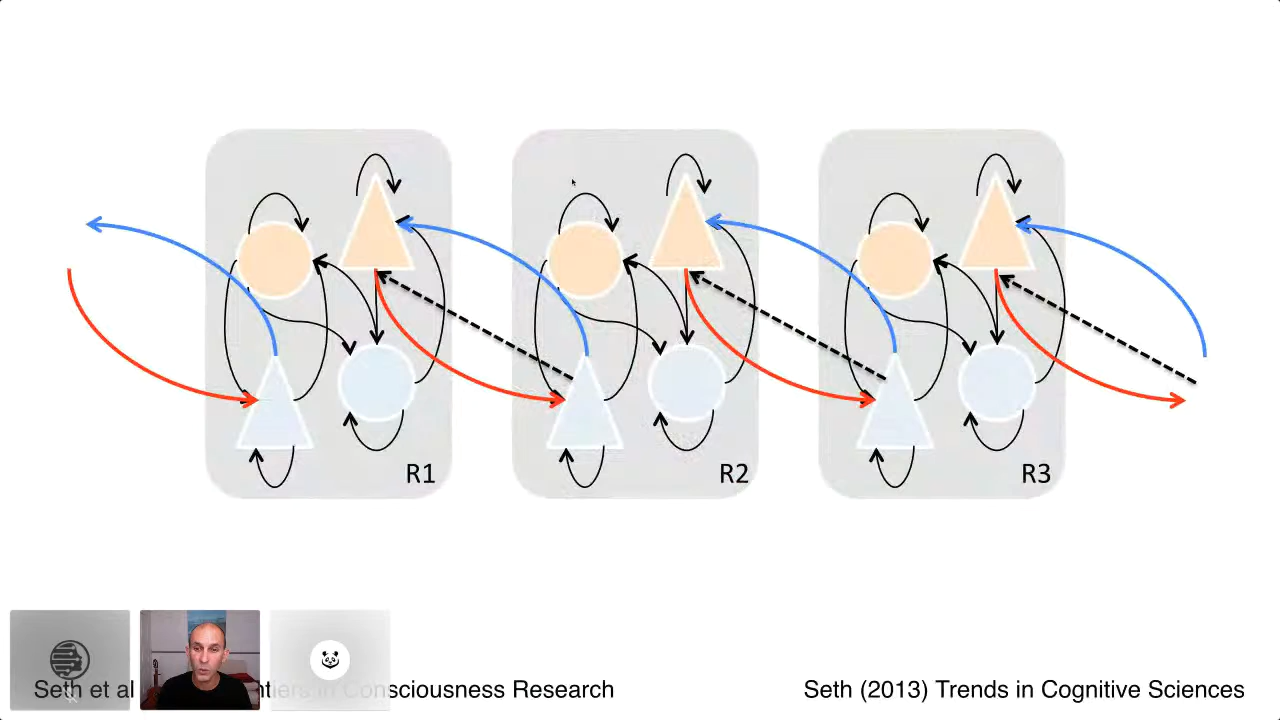 R1
R2
R3
Seth et al Consciousness Research
Seth (2013) Trends in Cognitive Sciences